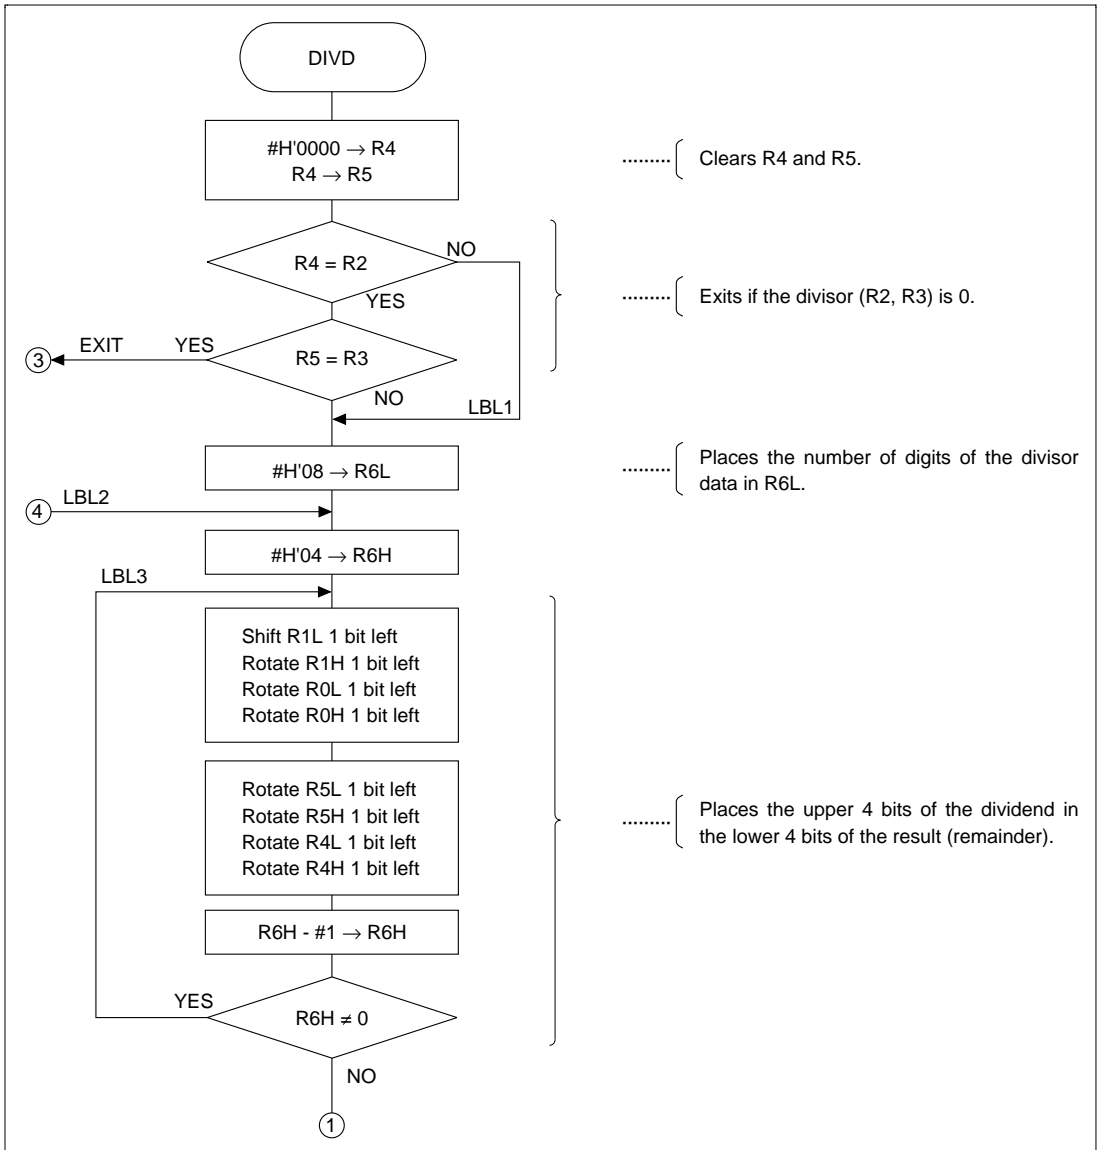 DIVD
#H'0000 → R4
R4 → R5
Clears R4 and R5.
NO
R4 = R2
YES
Exits if the divisor (R2, R3) is 0.
3
EXIT
YES
R5 = R3
NO
LBL1
#H'08 → R6L
Places the number of digits of the divisor
data in R6L.
4
LBL2
#H'04 → R6H
LBL3
Shift R1L 1 bit left
Rotate R1H 1 bit left
Rotate R0L 1 bit left
Rotate R0H 1 bit left
Rotate R5L 1 bit left
Rotate R5H 1 bit left
Rotate R4L 1 bit left
Rotate R4H 1 bit left
Places the upper 4 bits of the dividend in
the lower 4 bits of the result (remainder).
R6H - #1 → R6H
YES
R6H ≠ 0
NO
1